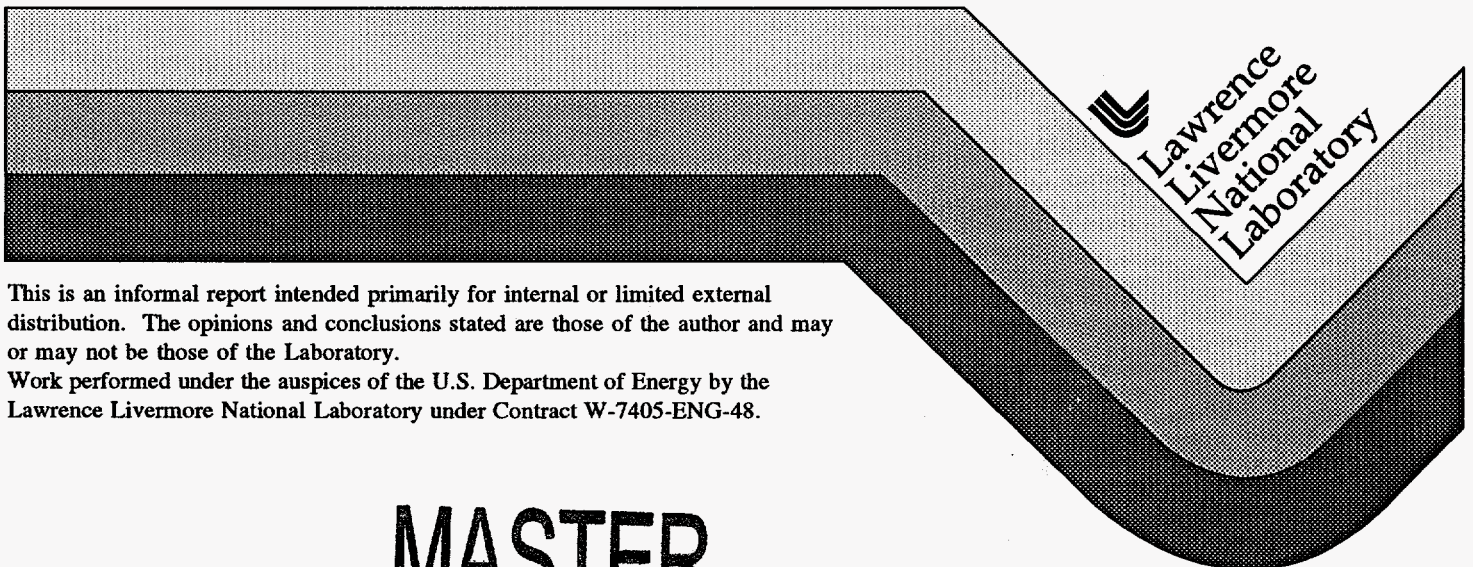 Lawrence
Livermore
National
Laboratory
This is an informal report intended primarily for internal or limited external
distribution. The opinions and conclusions stated are those of the author and may
or may not be those of the Laboratory.
Work performed under the auspices of the U.S. Department of Energy by the
Lawrence Livermore National Laboratory under Contract W-7405-ENG-48.
MASTER